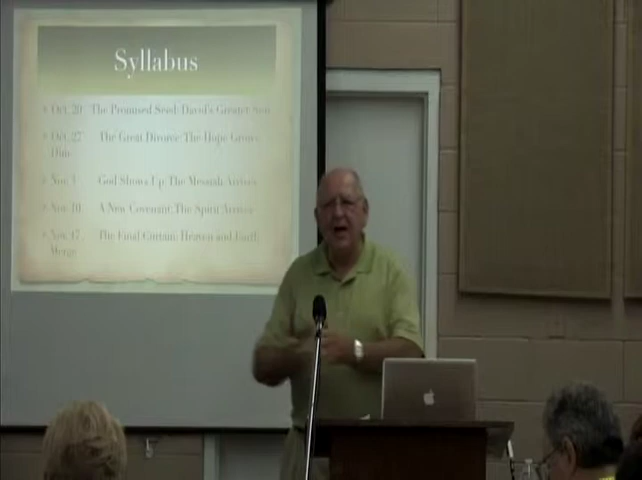 Syllabus
Oct. 20 The Promised Seed: David's Greater Son
Oct. 27 The Great Divorce: The Hope Grows
Dim
Nov. 3 God Shows Up: The Messiah Arrives
Nov. 10 A New Covenant: The Spirit Arrives
Nov. 17 The Final Curtain: Heaven and Earth
Merge